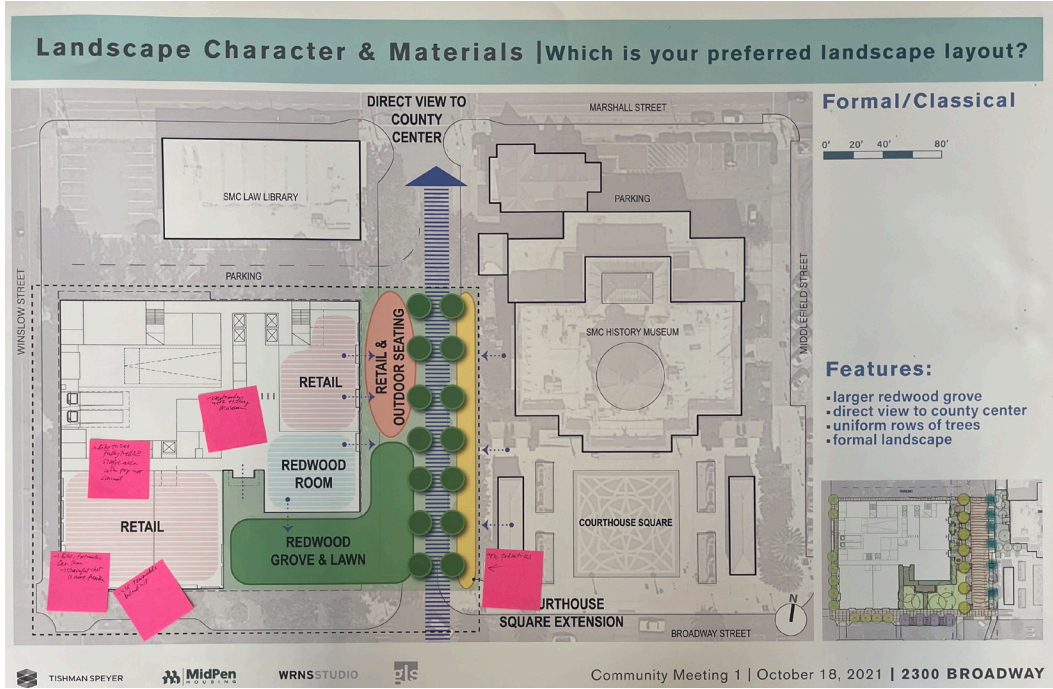 Landscape Character & Materials | Which is your preferred landscape layout?
DIRECT VIEW TO
COUNTY
CENTER
MARSHALL STREET
Formal/Classical
0' 20' 40' 80'
SMC LAW LIBRARY
PARKING
PARKING
WINSLOW STREET
MIDDLEFIELD STREET
SMC HISTORY MUSEUM
RETAIL &
OUTDOOR SEATING
RETAIL
REDWOOD
ROOM
RETAIL
REDWOOD
GROVE & LAWN
COURTHOUSE SQUARE
OURTHOUSE
SQUARE EXTENSION
BROADWAY STREET
N
Features:
▪ larger redwood grove
▪ direct view to county center
▪ uniform rows of trees
▪ formal landscape
PARKING
TISHMAN SPEYER
MidPen
HOUSING
WRNSSTUDIO
gls
Community Meeting 1 | October 18, 2021 | 2300 BROADWAY